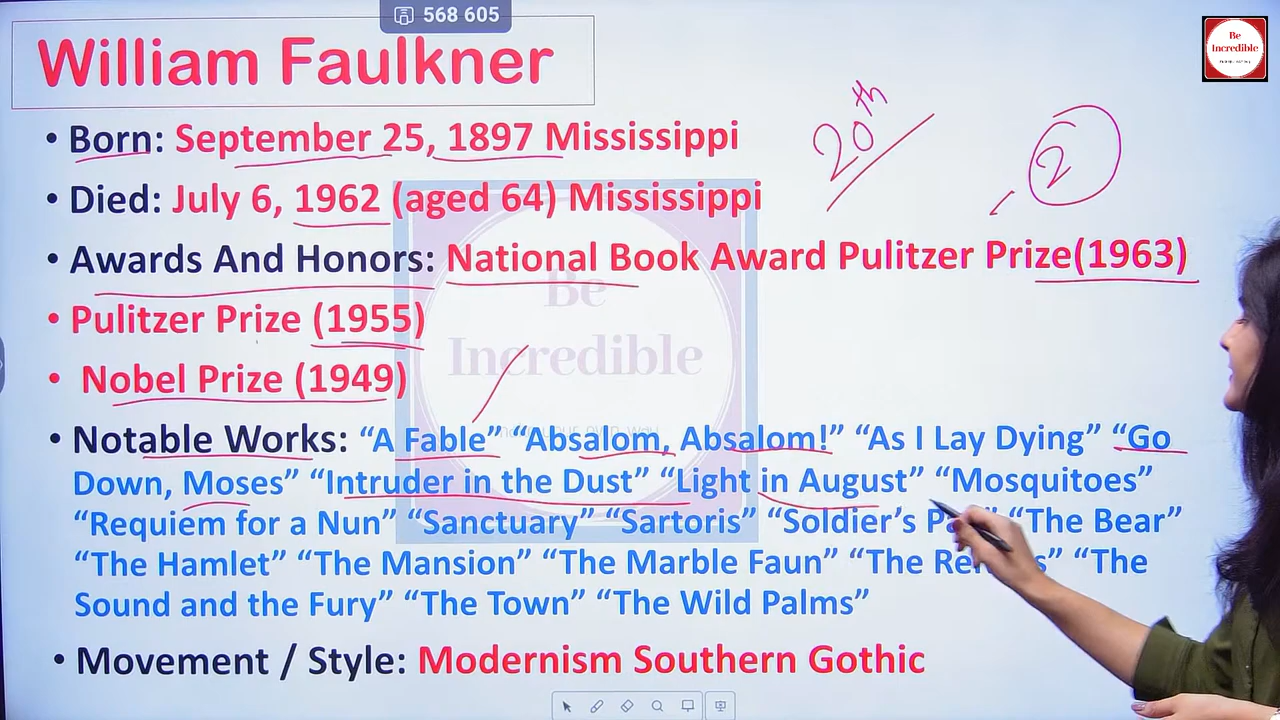 568 605
William Faulkner
Be
Incredible
20th
2
• Born: September 25, 1897 Mississippi
• Died: July 6, 1962 (aged 64) Mississippi
• Awards And Honors: National Book Award Pulitzer Prize(1963)
Be
• Pulitzer Prize (1955)
Incredible
• Nobel Prize (1949)
• Notable Works: “A Fable” “Absalom, Absalom!” “As I Lay Dying” “Go
Down, Moses” “Intruder in the Dust” “Light in August” “Mosquitoes”
“Requiem for a Nun” “Sanctuary” “Sartoris” “Soldier’s “The Bear”
“The Hamlet” “The Mansion” “The Marble Faun” “The “The
Sound and the Fury” “The Town” “The Wild Palms”
• Movement / Style: Modernism Southern Gothic